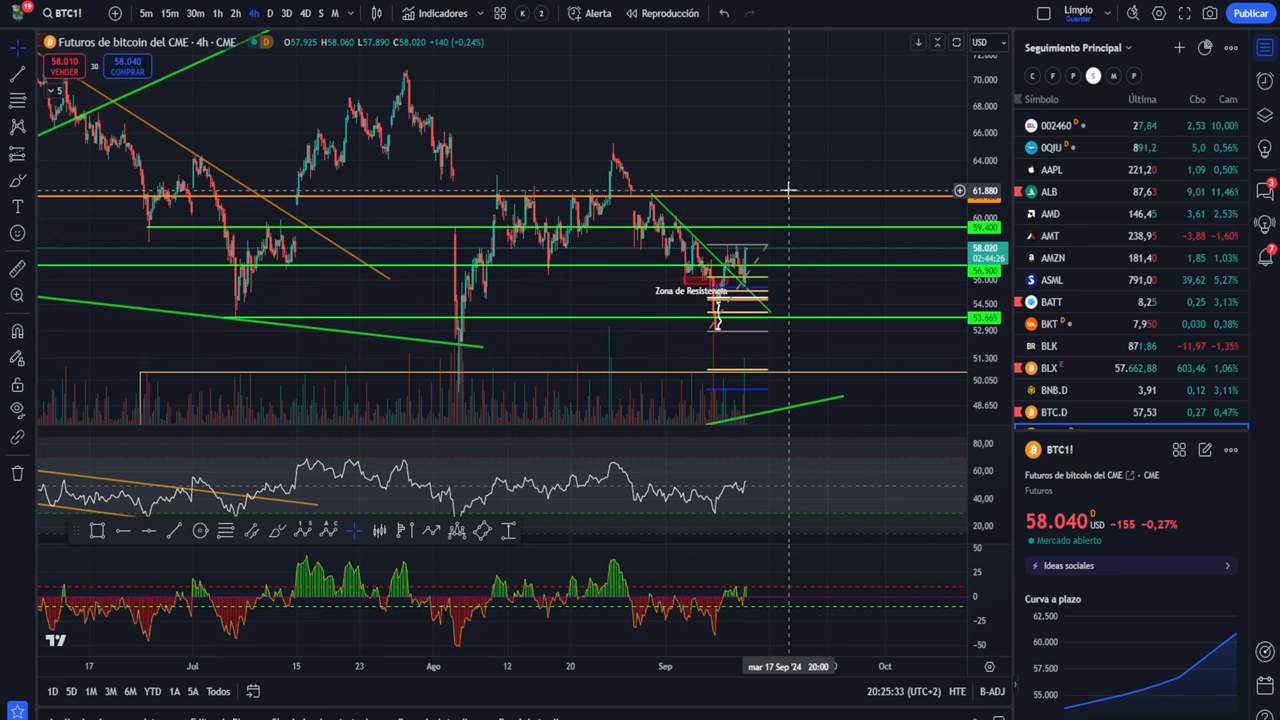 19
BTC1!
5m 15m 30m 1h 2h 4h D 3D 4D S M
Indicadores
K 2
Alerta
Reproducción
Limpio
Guardar
Publicar
Futuros de bitcoin del CME · 4h · CME
D
O57.925 H58.060 L57.890 C58.020 +140 (+0,24%)
USD
58.010
VENDER
30
58.040
COMPRAR
5
72.000
70.000
68.000
66.000
64.000
61.880
60.000
59.400
58.020
02:44:26
56.900
56.000
54.500
53.665
52.900
51.300
50.050
48.650
Zona de Resistencia
80,00
60,00
40,00
20,00
50
25
0
−25
−50
17 Jul 15 23 Ago 12 20 Sep mar 17 Sep '24 20:00 Oct
1D 5D 1M 3M 6M YTD 1A 5A Todos
20:25:33 (UTC+2) HTE B-ADJ
Seguimiento Principal
C F P S M P
Símbolo Última Cbo Cam
002460 D 27,84 2,53 10,00%
0QIU D 891,2 5,0 0,56%
AAPL 221,20 1,09 0,50%
ALB 87,63 9,01 11,46%
AMD 146,45 3,61 2,53%
AMT 238,95 −3,88 −1,60%
AMZN 181,40 1,85 1,03%
ASML 791,00 39,62 5,27%
BATT 8,25 0,25 3,13%
BKT D 7,950 0,030 0,38%
BLK 871,86 −11,97 −1,35%
BLX E 57.662,88 603,46 1,06%
BNB.D 3,91 0,12 3,11%
BTC.D 57,53 0,27 0,47%
BTC1!
Futuros de bitcoin del CME • CME
Futuros
58.040 D USD −155 −0,27%
Mercado abierto
Ideas sociales
Curva a plazo
62.500
60.000
57.500
55.000
3
7